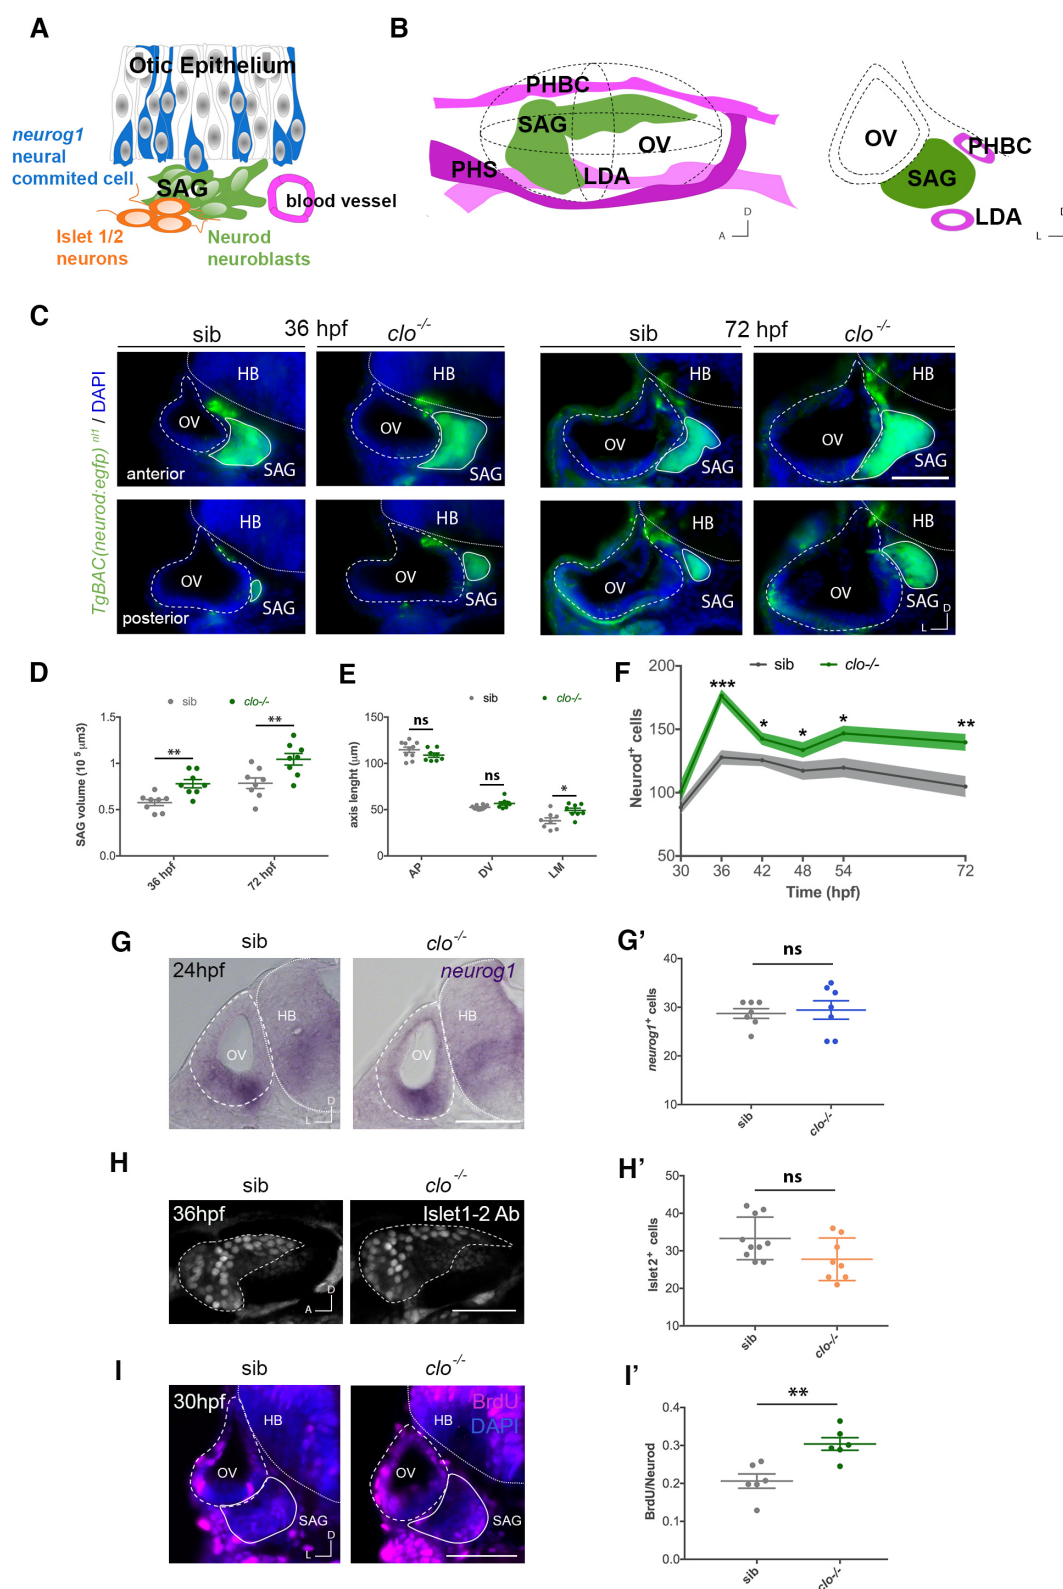 A
Otic Epithelium
neurog1
neural
commited cell
SAG
blood vessel
Islet 1/2
neurons
Neurod
neuroblasts
B
PHBC
SAG
OV
PHS
LDA
D
A
OV
PHBC
SAG
LDA
D
L
C
sib
36 hpf
clo-/-
sib
72 hpf
clo-/-
TgBAC(neurod:egfp) nl1 / DAPI
HB
OV
SAG
anterior
HB
OV
SAG
HB
OV
SAG
HB
OV
SAG
HB
OV
SAG
posterior
HB
OV
SAG
HB
OV
SAG
HB
OV
SAG
D
L
D
sib
clo-/-
SAG volume (10 5 μm3)
1.5
1
0.5
0.0
**
**
36 hpf
72 hpf
E
sib
clo-/-
axis lenght (μm)
150
100
50
0
ns
ns
*
AP
DV
LM
F
sib
clo-/-
Neurod+ cells
200
150
100
50
***
*
*
*
**
30
36
42
48
54
72
Time (hpf)
G
sib
clo-/-
24hpf
HB
OV
D
L
neurog1
HB
OV
G’
ns
neurog1+ cells
40
30
20
10
sib
clo-/-
H
sib
clo-/-
36hpf
D
A
Islet1-2 Ab
H’
ns
Islet2+ cells
50
40
30
20
10
sib
clo-/-
I
sib
clo-/-
30hpf
HB
OV
SAG
D
L
BrdU
DAPI
HB
OV
SAG
I’
**
BrdU/Neurod
0.4
0.3
0.2
0.1
0.0
sib
clo-/-